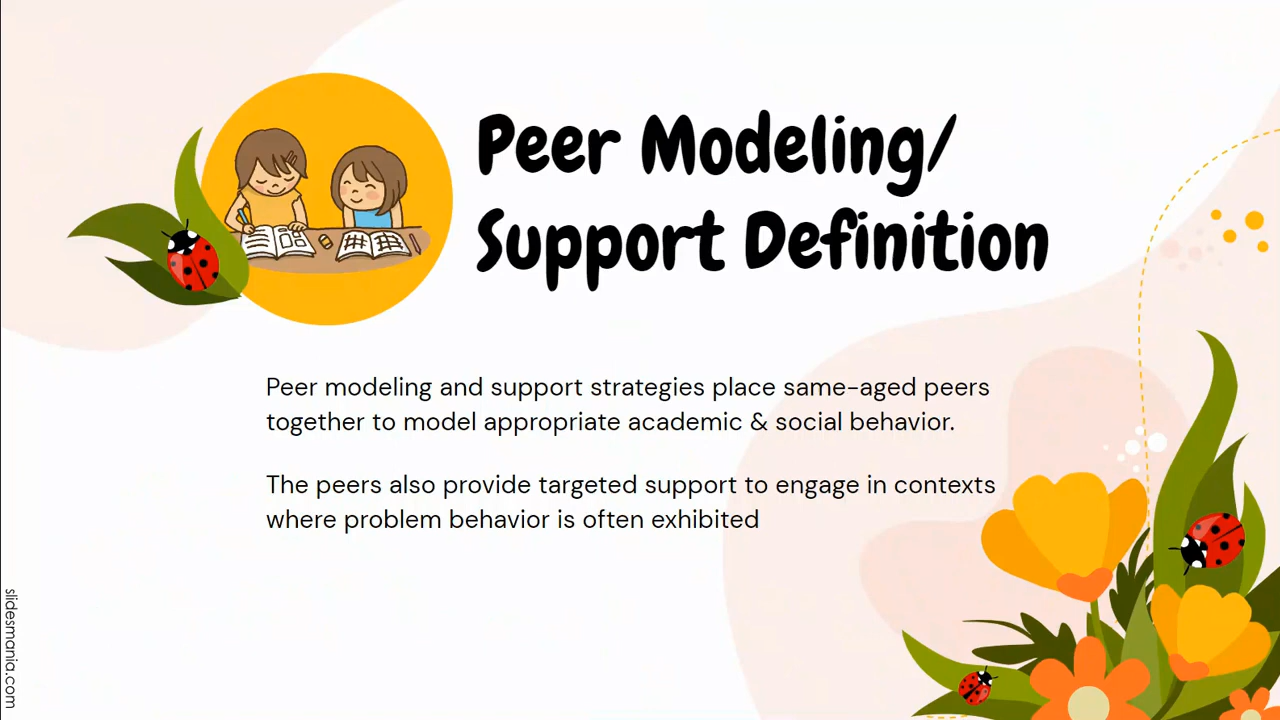 Peer Modeling/
Support Definition
Peer modeling and support strategies place same-aged peers
together to model appropriate academic & social behavior.
The peers also provide targeted support to engage in contexts
where problem behavior is often exhibited
slidesmania.com